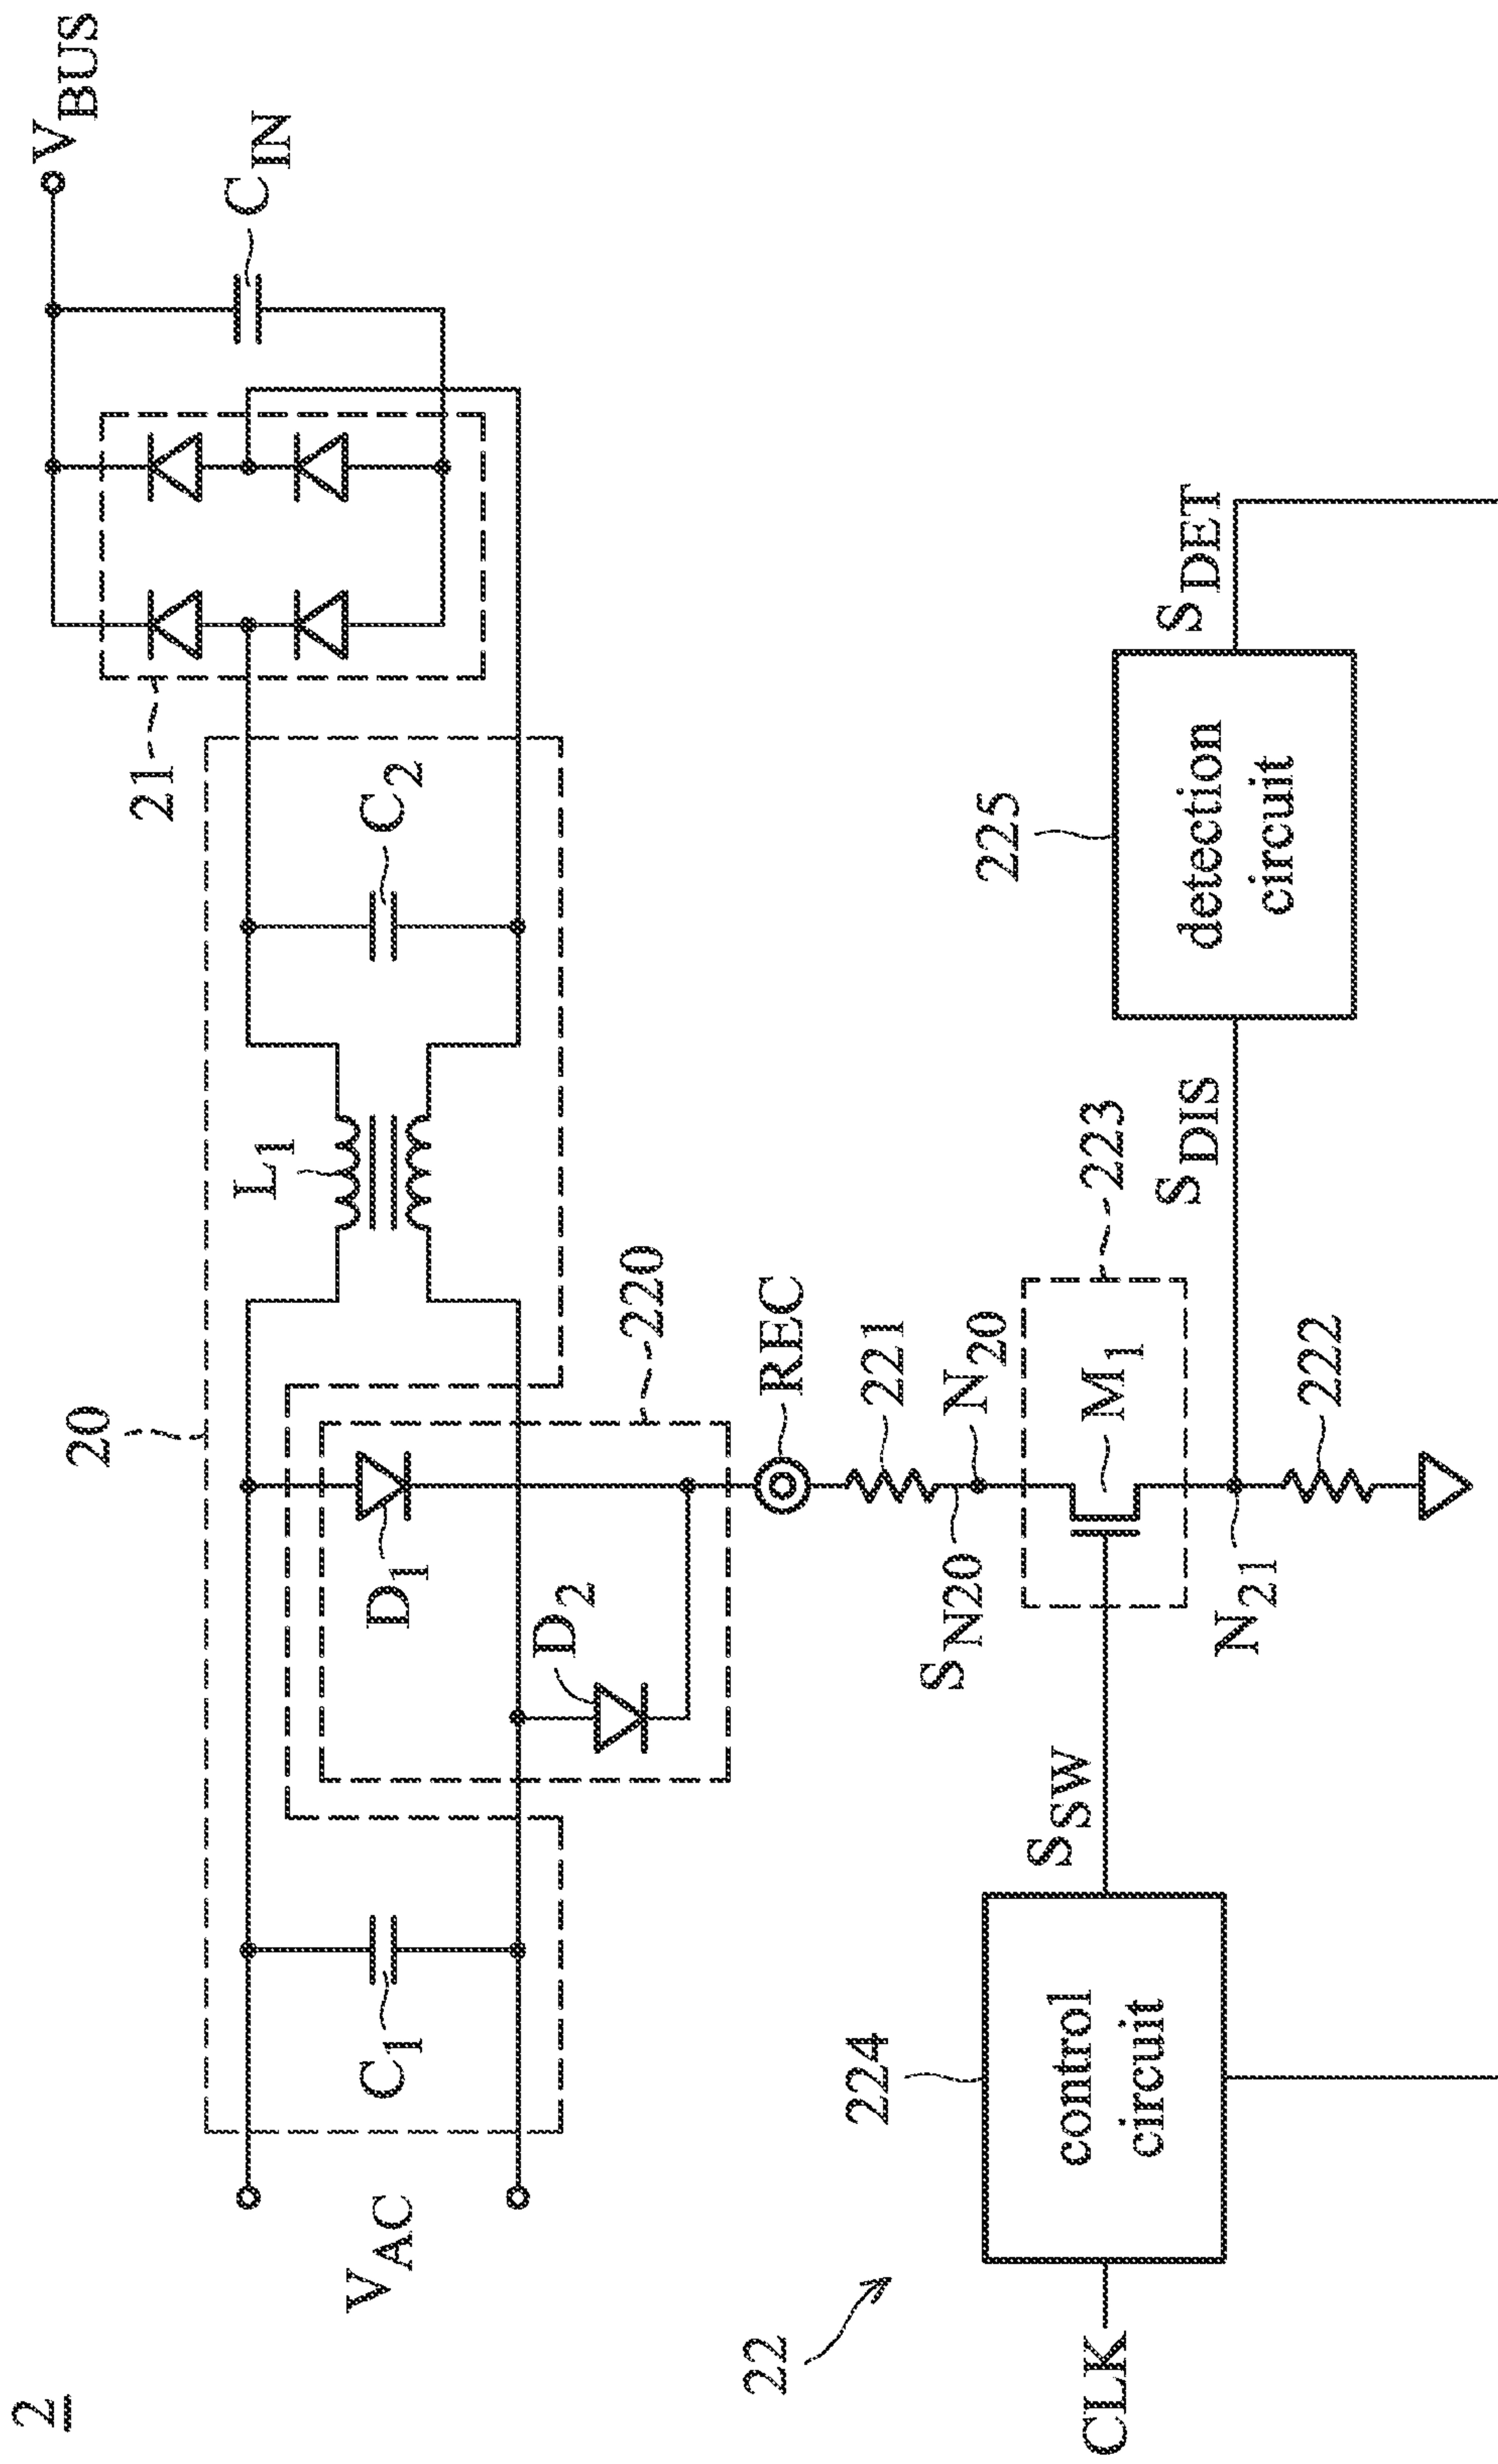 2
20
21
V_BUS
C_IN
V_AC
C_1
D_1
D_2
L_1
C_2
220
REC
221
S_N20
N_20
22
224
control
circuit
CLK
S_SW
M_1
223
N_21
222
S_DIS
225
detection
circuit
S_DET